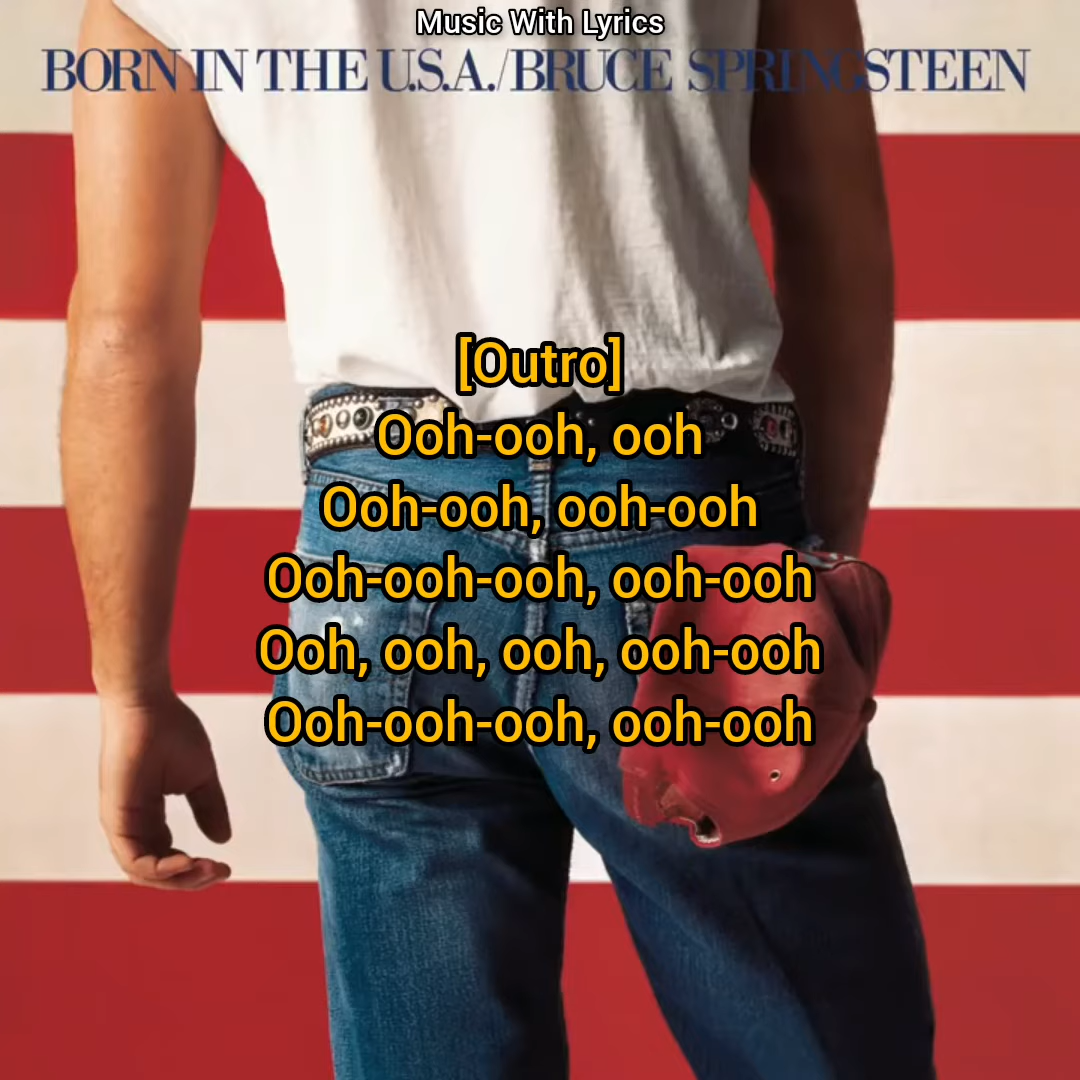 Music With Lyrics
BORN IN THE U.S.A./BRUCE SPRINGSTEEN
[Outro]
Ooh-ooh, ooh
Ooh-ooh, ooh-ooh
Ooh-ooh-ooh, ooh-ooh
Ooh, ooh, ooh, ooh-ooh
Ooh-ooh-ooh, ooh-ooh